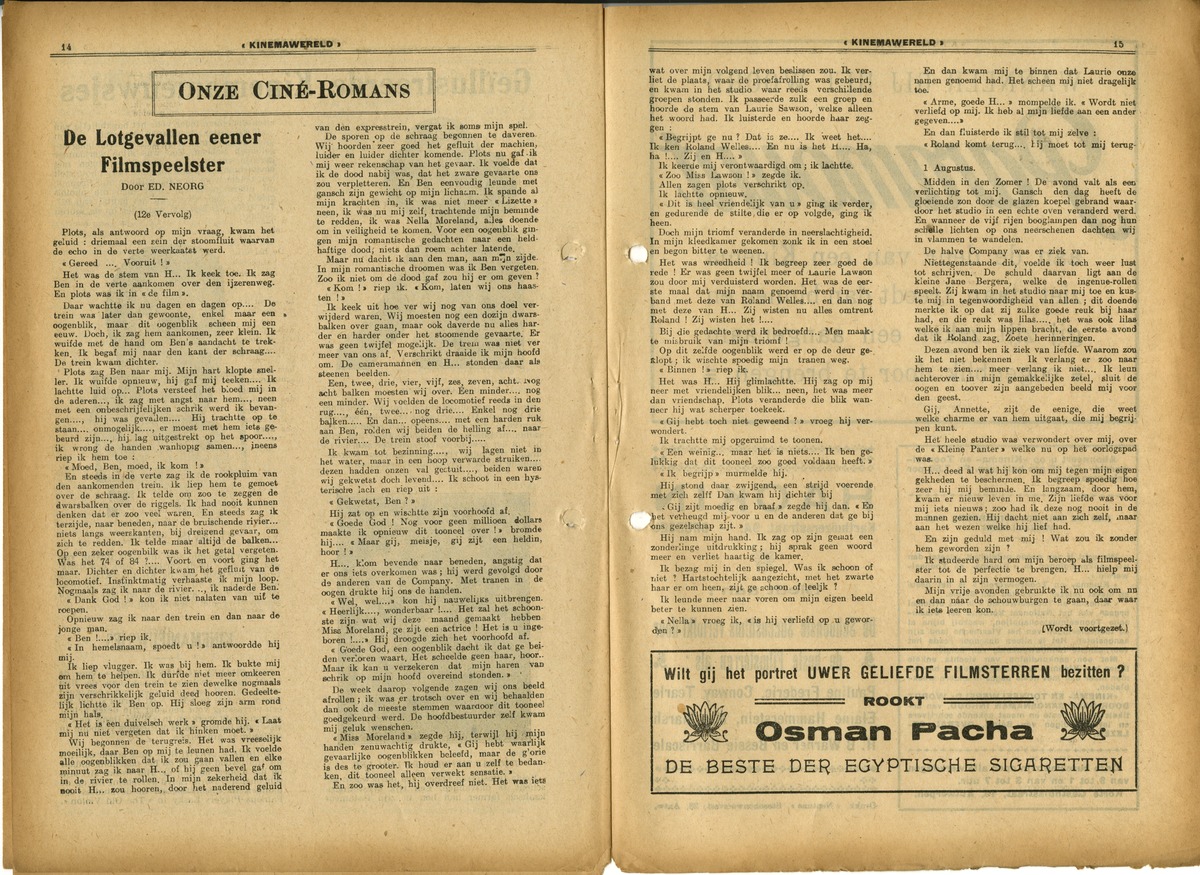 14
« KINEMAWERELD »
ONZE CINÉ-ROMANS
De Lotgevallen eener
Filmspeelster
Door ED. NEORG
(12e Vervolg)
Plots, als antwoord op mijn vraag, kwam het
geluid : driemaal een zein der stoomfluit waarvan
de echo in de verte weerkaatst werd.
« Gereed .... Vooruit ! »
Het was de stem van H... Ik keek toe. Ik zag
Ben in de verte aankomen over den ijzerenweg.
En plots was ik in « de film ».
Daar wachtte ik nu dagen en dagen op.... De
trein was later dan gewoonte, enkel maar een
oogenblik, maar dit oogenblik scheen mij een
eeuw. Doch, ik zag hem aankomen, zeer klein. Ik
wuifde met de hand om Ben's aandacht te trek-
ken. Ik begaf mij naar den kant der schraag....
De trein kwam dichter.
Plots zag Ben naar mij. Mijn hart klopte snel-
ler. Ik wuifde opnieuw, hij gaf mij teeken.... Ik
lachtte luid op... Plots versteef het bloed mij in
de aderen..., ik zag met angst naar hem..., neen
met een onbeschrijfelijken schrik werd ik bevan-
gen...., hij was gevallen.... Hij trachtte op te
staan.... onmogelijk..., er moest met hem iets ge-
beurd zijn..., hij lag uitgestrekt op het spoor....,
ik wrong de handen wanhopig samen..., ineens
riep ik hem toe :
« Moed, Ben, moed, ik kom ! »
En steeds in de verte zag ik de rookpluim van
den aankomenden trein. Ik liep hem te gemoet
over de schraag. Ik telde om zoo te zeggen de
dwarsbalken over de riggels. Ik had nooit kunnen
denken dat er zoo veel waren. En steeds zag ik
terzijde, naar beneden, naar de bruischende rivier...
niets langs weerskanten, bij dreigend gevaar, om
zich te redden. Ik telde maar altijd de balken...
Op een zeker oogenbilk was ik het getal vergeten.
Was het 74 of 84 ?.... Voort en voort ging het
maar. Dichter en dichter kwam het gefluit van de
locomotief. Instinktmatig verhaaste ik mijn loop.
Nogmaals zag ik naar de rivier. .., ik naderde Ben.
« Dank God ! » kon ik niet nalaten van uit te
roepen.
Opnieuw zag ik naar den trein en dan naar de
jonge man.
« Ben !....» riep ik.
« In hemelsnaam, spoedt u ! » antwoordde hij
mij.
Ik liep vlugger. Ik was bij hem. Ik bukte mij
om hem te helpen. Ik durfde niet meer omkeeren
uit vrees voor den trein te zien dewelke nogmaals
zijn verschrikkelijk geluid deed hooren. Gedeelte-
lijk lichtte ik Ben op. Hij sloeg zijn arm rond
mijn hals.
« Het is een duivelsch werk » gromde hij. « Laat
mij nu niet vergeten dat ik hinken moet. »
Wij begonnen de terugreis. Het was vreeselijk
moeilijk, daar Ben op mij te leunen had. Ik voelde
alle oogenblikken dat ik zou gaan vallen en elke
minuut zag ik naar H.., of hij geen bevel gaf om
in de rivier te rollen. In mijn zekerheid dat ik
nooit H... zou hooren, door het naderend geluid
van den expresstrein, vergat ik soms mijn spel.
De sporen op de schraag begonnen te daveren.
Wij hoorden zeer goed het gefluit der machien,
luider en luider dichter komende. Plots nu gaf ik
mij weer rekenschap van het gevaar. Ik voelde dat
ik de dood nabij was, dat het zware gevaarte ons
zou verpletteren. En Ben eenvoudig leunde met
gansch zijn gewicht op mijn lichaam. Ik spande al
mijn krachten in, ik was niet meer « Lizette »
neen, ik was nu mij zelf, trachtende mijn beminde
te redden, ik was Nella Moreland, alles doende
om in veiligheid te komen. Voor een oogenblik gin-
gen mijn romantische gedachten naar een held-
haftige dood; niets dan roem achter latende.
Maar nu dacht ik aan den man, aan mijn zijde.
In mijn romantische droomen was ik Ben vergeten.
Zoo ik niet om de dood gaf zou hij er om geven ?
« Kom ! » riep ik. « Kom, laten wij ons haas-
ten ! »
Ik keek uit hoe ver wij nog van ons doel ver-
wijderd waren, Wij moesten nog een dozijn dwars-
balken over gaan, maar ook daverde nu alles har-
der en harder onder het stoomende gevaarte. Er
was geen twijfel mogelijk. De trein was niet ver
meer van ons af. Verschrikt draaide ik mijn hoofd
om. De cameramannen en H... stonden daar als
steenen beelden.
Een, twee, drie, vier, vijf, zes, zeven, acht. Nog
acht balken moesten wij over. Een minder... nog
een minder. Wij voelden de locomotief reeds in den
rug...., één, twee... nog drie.... Enkel nog drie
balken.... En dan... opeens.... met een harden ruk
aan Ben, rolden wij beiden de helling af..., naar
de rivier.... De trein stoof voorbij.....
Ik kwam tot bezinning...., wij lagen niet in
het water, maar in een hoop verwarde struiken....
dezen hadden onzen val gestuit...., beiden waren
wij gekwetst doch levend.... Ik schoot in een hys-
terische lach en riep uit :
« Gekwetst, Ben ? »
Hij zat op en wischtte zijn voorhoofd af.
« Goede God ! Nog voor geen millioen dollars
maakte ik opnieuw dit tooneel over ! » bromde
hij.... « Maar gij, meisje, gij zijt een heldin,
hoor ! »
H..., klom bevende naar beneden, angstig dat
er ons iets overkomen was ; hij werd gevolgd door
de anderen van de Company. Met tranen in de
oogen drukte hij ons de handen.
« Wel, wel....» kon hij nauwelijks uitbrengen.
« Heerlijk...., wonderbaar !.... Het zal het schoon-
ste zijn wat wij deze maand gemaakt hebben
Miss Moreland, ge zijt een actrice ! Het is u inge-
boren !....» Hij droogde zich het voorhoofd af.
« Goede God, een oogenblik dacht ik dat ge bei-
den verloren waart, Het scheelde geen haar, hoor...
Maar ik kan u verzekeren dat mijn haren van
schrik op mijn hoofd overeind stonden. »
De week daarop volgende zagen wij ons beeld
afrollen ; ik was er trotsch over en wij behaalden
dan ook de meeste stemmen waardoor dit tooneel
goedgekeurd werd. De hoofdbestuurder zelf kwam
mij geluk wenschen.
« Miss Moreland » zegde hij, terwijl hij mijn
handen zenuwachtig drukte, « Gij hebt waarlijk
gevaarlijke oogenblikken beleefd, maar de glorie
is des te grooter. Ik houd er aan u zelf te bedan-
ken, dit tooneel alleen verwekt sensatie. »
En zoo was het, hij overdreef niet. Het was iets
« KINEMAWERELD »
15
wat over mijn volgend leven beslissen zou. Ik ver-
liet de plaats, waar de proefafrolling was gebeurd,
en kwam in het studio waar reeds verschillende
groepen stonden. Ik passeerde zulk een groep en
hoorde de stem van Laurie Sawson, welke alleen
het woord had. Ik luisterde en hoorde haar zeg-
gen :
« Begrijpt ge nu ? Dat is ze.... Ik weet het....
Ik ken Roland Welles.... En nu is het H.... Ha,
ha !.... Zij en H.... »
Ik keerde mij verontwaardigd om ; ik lachtte.
« Zoo Miss Lawson ! » zegde ik.
Allen zagen plots verschrikt op.
Ik lachtte opnieuw.
« Dit is heel vriendelijk van u » ging ik verder,
en gedurende de stilte die er op volgde, ging ik
heen.
Doch mijn triomf veranderde in neerslachtigheid.
In mijn kleedkamer gekomen zonk ik in een stoel
en begon bitter te weenen.
Het was wreedheid ! Ik begreep zeer goed de
rede ! Er was geen twijfel meer of Laurie Lawson
zou door mij verduisterd worden. Het was de eer-
ste maal dat mijn naam genoemd werd in ver-
band met deze van Roland Welles.... en dan nog
met deze van H... Zij wisten nu alles omtrent
Roland ! Zij wisten het !....
Bij die gedachte werd ik bedroefd.... Men maak-
te misbruik van mijn triomf !
Op dit zelfde oogenblik werd er op de deur ge-
klopt ; ik wischtte spoedig mijn tranen weg.
« Binnen ! » riep ik.
Het was H... Hij glimlachte. Hij zag op mij
neer met vriendelijken blik... neen, het was meer
dan vriendschap. Plots veranderde die blik wan-
neer hij wat scherper toekeek.
« Gij hebt toch niet geweend ? » vroeg hij ver-
wonderd.
Ik trachtte mij opgeruimd te toonen.
« Een weinig... maar het is niets.... Ik ben ge-
lukkig dat dit tooneel zoo goed voldaan heeft. »
« Ik begrijp » murmelde hij.
Hij stond daar zwijgend, een strijd voerende
met zich zelf! Dan kwam hij dichter bij
. Gij zijt moedig en braaf » zegde hij dan. « En
het verheugd mij voor u en de anderen dat ge bij
ons gezelschap zijt. »
Hij nam mijn hand. Ik zag op zijn gelaat een
zonderlinge uitdrukking ; hij sprak geen woord
meer en verliet haastig de kamer.
Ik bezag mij in den spiegel. Was ik schoon of
niet ? Hartstochtelijk aangezicht, met het zwarte
haar er om heen, zijt ge schoon of leelijk ?
Ik leunde meer naar voren om mijn eigen beeld
beter te kunnen zien.
« Nella » vroeg ik, « is hij verliefd op u gewor-
den ! »
En dan kwam mij te binnen dat Laurie onze
namen genoemd had. Het scheen mij niet dragelijk
toe.
« Arme, goede H... » mompelde ik. « Wordt niet
verliefd op mij. Ik heb al mijn liefde aan een ander
gegeven....»
En dan fluisterde ik stil tot mij zelve :
« Roland komt terug.... Hij moet tot mij terug-
1 Augustus.
Midden in den Zomer ! De avond valt als een
verlichting tot mij. Gansch den dag heeft de
gloeiende zon door de glazen koepel gebrand waar-
door het studio in een echte oven veranderd werd.
En wanneer de vijf rijen booglampen dan nog hun
schelle lichten op ons neerschenen dachten wij
in vlammen te wandelen.
De halve Company was er ziek van.
Niettegenstaande dit, voelde ik toch weer lust
tot schrijven. De schuld daarvan ligt aan de
kleine Jane Bergera, welke de ingenue-rollen
speelt. Zij kwam in het studio naar mij toe en kus-
te mij in tegenwoordigheid van allen ; dit doende
merkte ik op dat zij zulke goede reuk bij haar
had, en die reuk was lilas...., het was ook lilas
welke ik aan mijn lippen bracht, de eerste avond
dat ik Roland zag, Zoete herinneringen.
Dezen avond ben ik ziek van liefde. Waarom zou
ik het niet bekennen ? Ik verlang er zoo naar
hem te zien.... meer verlang ik niet.... Ik leun
achterover in mijn gemakkelijke zetel, sluit de
oogen en toover zijn aangebeden beeld mij voor
den geest.
Gij, Annette, zijt de eenige, die weet
welke charme er van hem uitgaat, die mij begrij
pen kunt.
Het heele studio was verwonderd over mij, over
de « Kleine Panter » welke nu op het oorlogspad
was.
H... deed al wat hij kon om mij tegen mijn eigen
gekheden te beschermen. Ik begreep spoedig hoe
zeer hij mij beminde. En langzaam, door hem,
kwam er nieuw leven in me. Zijn liefde was voor
mij iets nieuws; zoo had ik deze nog nooit in de
mannen gezien. Hij dacht niet aan zich zelf, maar
aan het wezen welke hij lief had.
En zijn geduld met mij ! Wat zou ik zonder
hem geworden zijn ?
Ik studeerde hard om mijn beroep als filmspeel-
ster tot de perfectie te brengen, H... hielp mij
daarin in al zijn vermogen.
Mijn vrije avonden gebruikte ik nu ook om nn
en dan naar de schouwburgen te gaan, daar waar
ik iets leeren kon.
(Wordt voortgezet.)
Wilt gij het portret UWER GELIEFDE FILMSTERREN bezitten ?
ROOKT
Osman Pacha
DE BESTE DER EGYPTISCHE SIGARETTEN